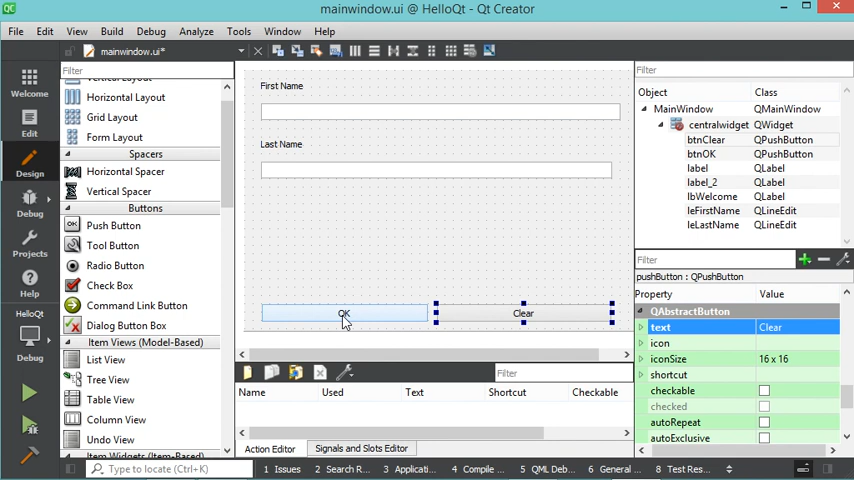 QC
mainwindow.ui @ HelloQt - Qt Creator
File Edit View Build Debug Analyze Tools Window Help
mainwindow.ui*
Filter
Vertical Layout
Horizontal Layout
Grid Layout
Form Layout
Spacers
Horizontal Spacer
Vertical Spacer
Buttons
Push Button
Tool Button
Radio Button
Check Box
Command Link Button
Dialog Button Box
Item Views (Model-Based)
List View
Tree View
Table View
Column View
Undo View
Item Widgets (Item-Based)
Welcome
Edit
Design
Debug
Projects
Help
HelloQt
Debug
First Name
Last Name
OK
Clear
Filter
Name Used Text Shortcut Checkable
Action Editor Signals and Slots Editor
Filter
Object Class
MainWindow QMainWindow
centralwidget QWidget
btnClear QPushButton
btnOK QPushButton
label QLabel
label_2 QLabel
lbWelcome QLabel
leFirstName QLineEdit
leLastName QLineEdit
Filter
pushButton : QPushButton
Property Value
QAbstractButton
text Clear
icon
iconSize 16 x 16
shortcut
checkable
checked
autoRepeat
autoExclusive
Type to locate (Ctrl+K) 1 Issues 2 Search R... 3 Applicati... 4 Compile ... 5 QML Deb... 6 General ... 8 Test Res...